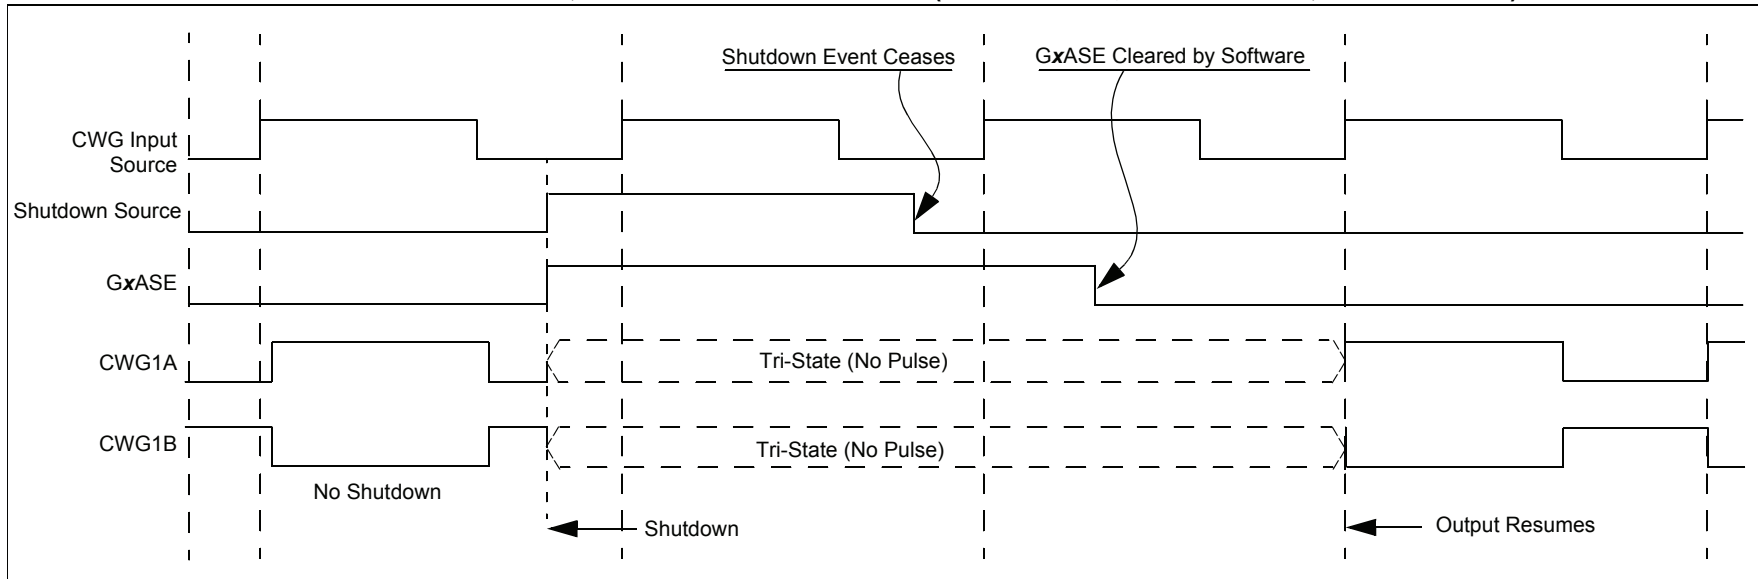 Shutdown Event Ceases
GxASE Cleared by Software
CWG Input
Source
Shutdown Source
GxASE
CWG1A
Tri-State (No Pulse)
CWG1B
Tri-State (No Pulse)
No Shutdown
Shutdown
Output Resumes